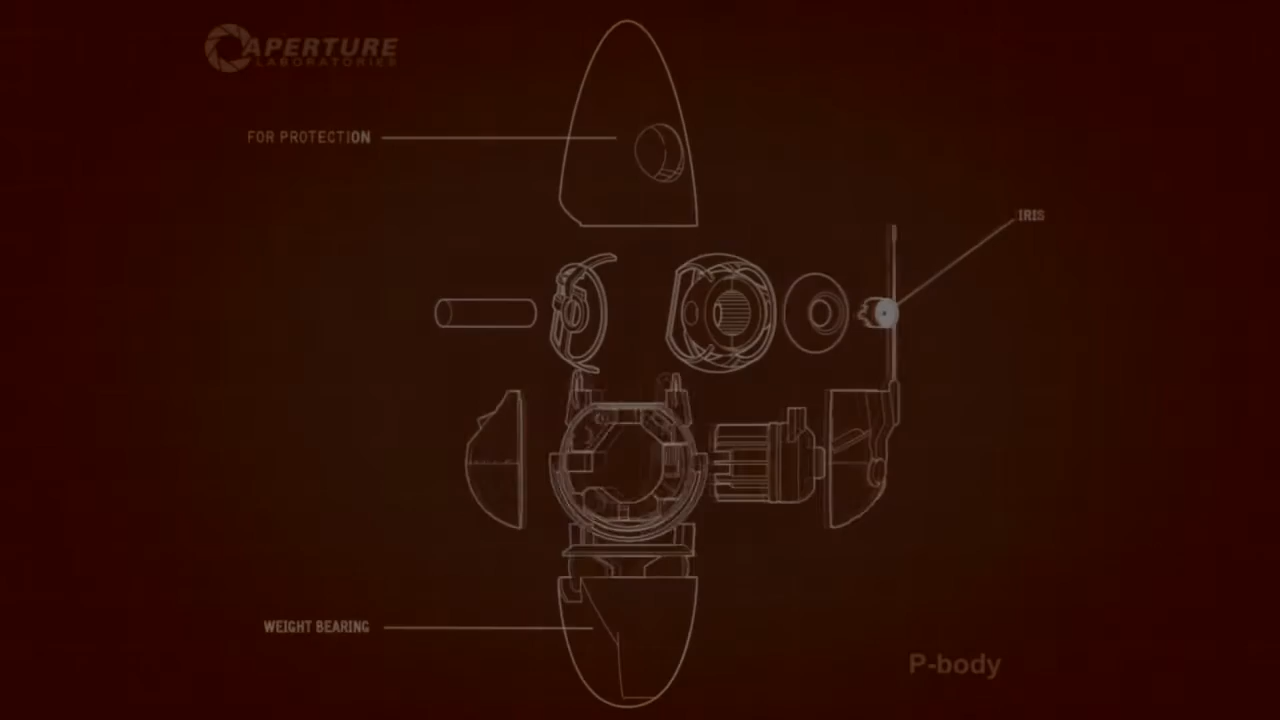 APERTURE
LABORATORIES
FOR PROTECTION
IRIS
WEIGHT BEARING
P-body